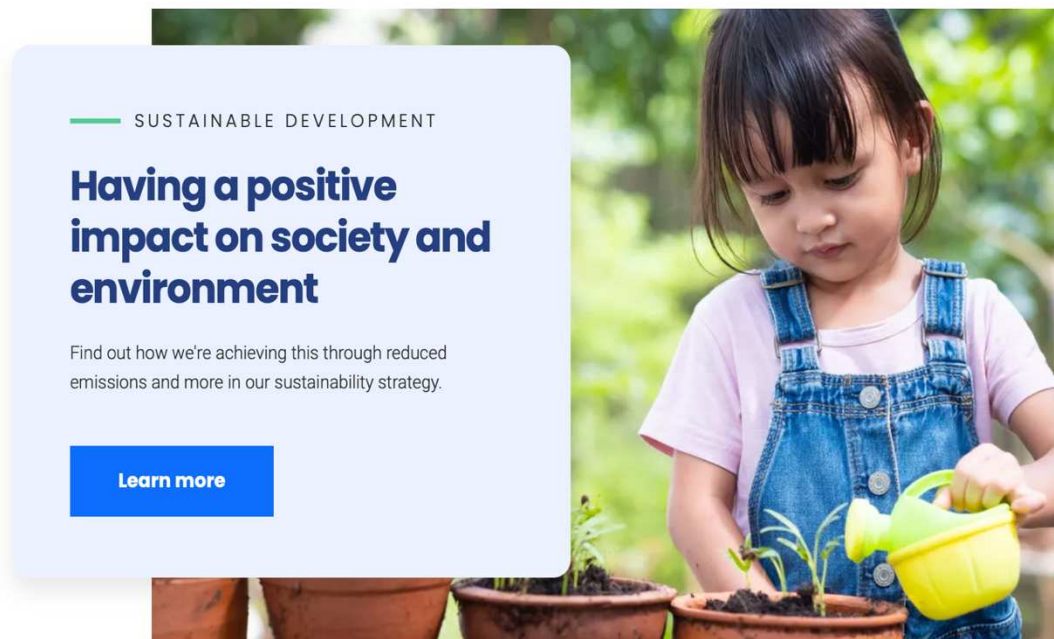 SUSTAINABLE DEVELOPMENT
Having a positive
impact on society and
environment
Find out how we're achieving this through reduced
emissions and more in our sustainability strategy.
Learn more